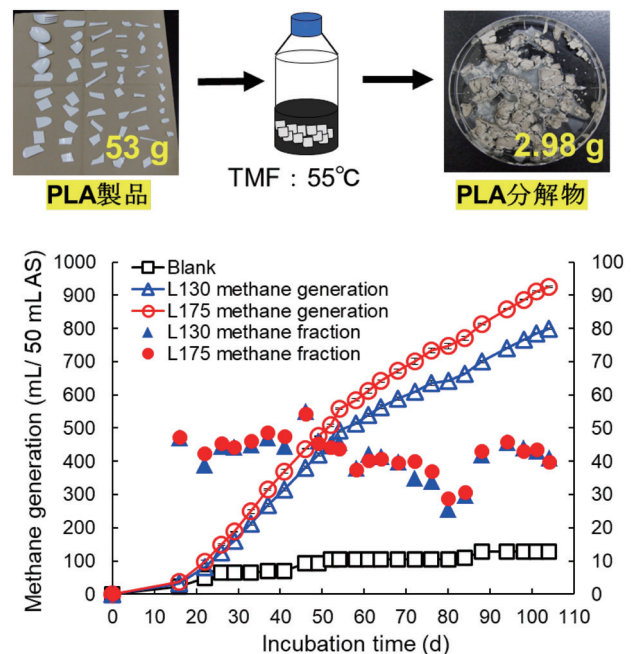 53 g
PLA製品
TMF：55℃
2.98 g
PLA分解物
Blank
L130 methane generation
L175 methane generation
L130 methane fraction
L175 methane fraction
Methane generation (mL/ 50 mL AS)
1000
900
800
700
600
500
400
300
200
100
0
100
90
80
70
60
50
40
30
20
10
0
0 10 20 30 40 50 60 70 80 90 100 110
Incubation time (d)